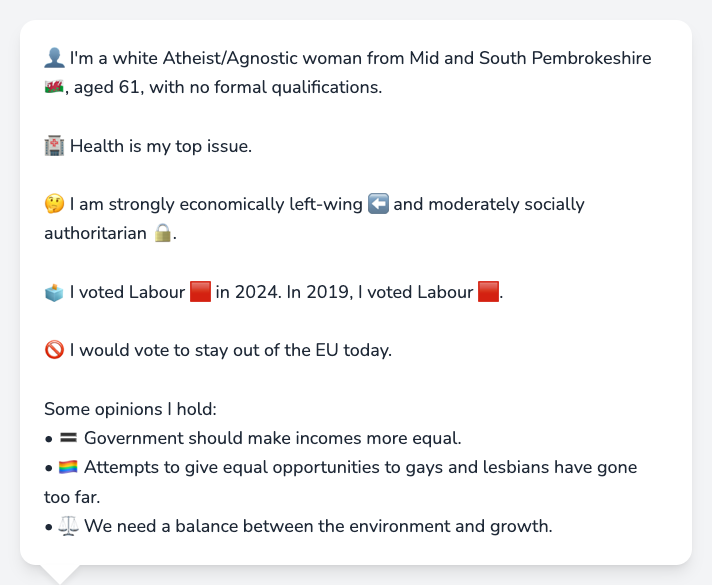 👤 I'm a white Atheist/Agnostic woman from Mid and South Pembrokeshire
🏴󠁧󠁢󠁷󠁬󠁳󠁿, aged 61, with no formal qualifications.
🏥 Health is my top issue.
🤔 I am strongly economically left-wing ⬅️ and moderately socially
authoritarian 🔒.
🗳️ I voted Labour 🟥 in 2024. In 2019, I voted Labour 🟥.
🚫 I would vote to stay out of the EU today.
Some opinions I hold:
• 🟰 Government should make incomes more equal.
• 🏳️‍🌈 Attempts to give equal opportunities to gays and lesbians have gone
too far.
• ⚖️ We need a balance between the environment and growth.